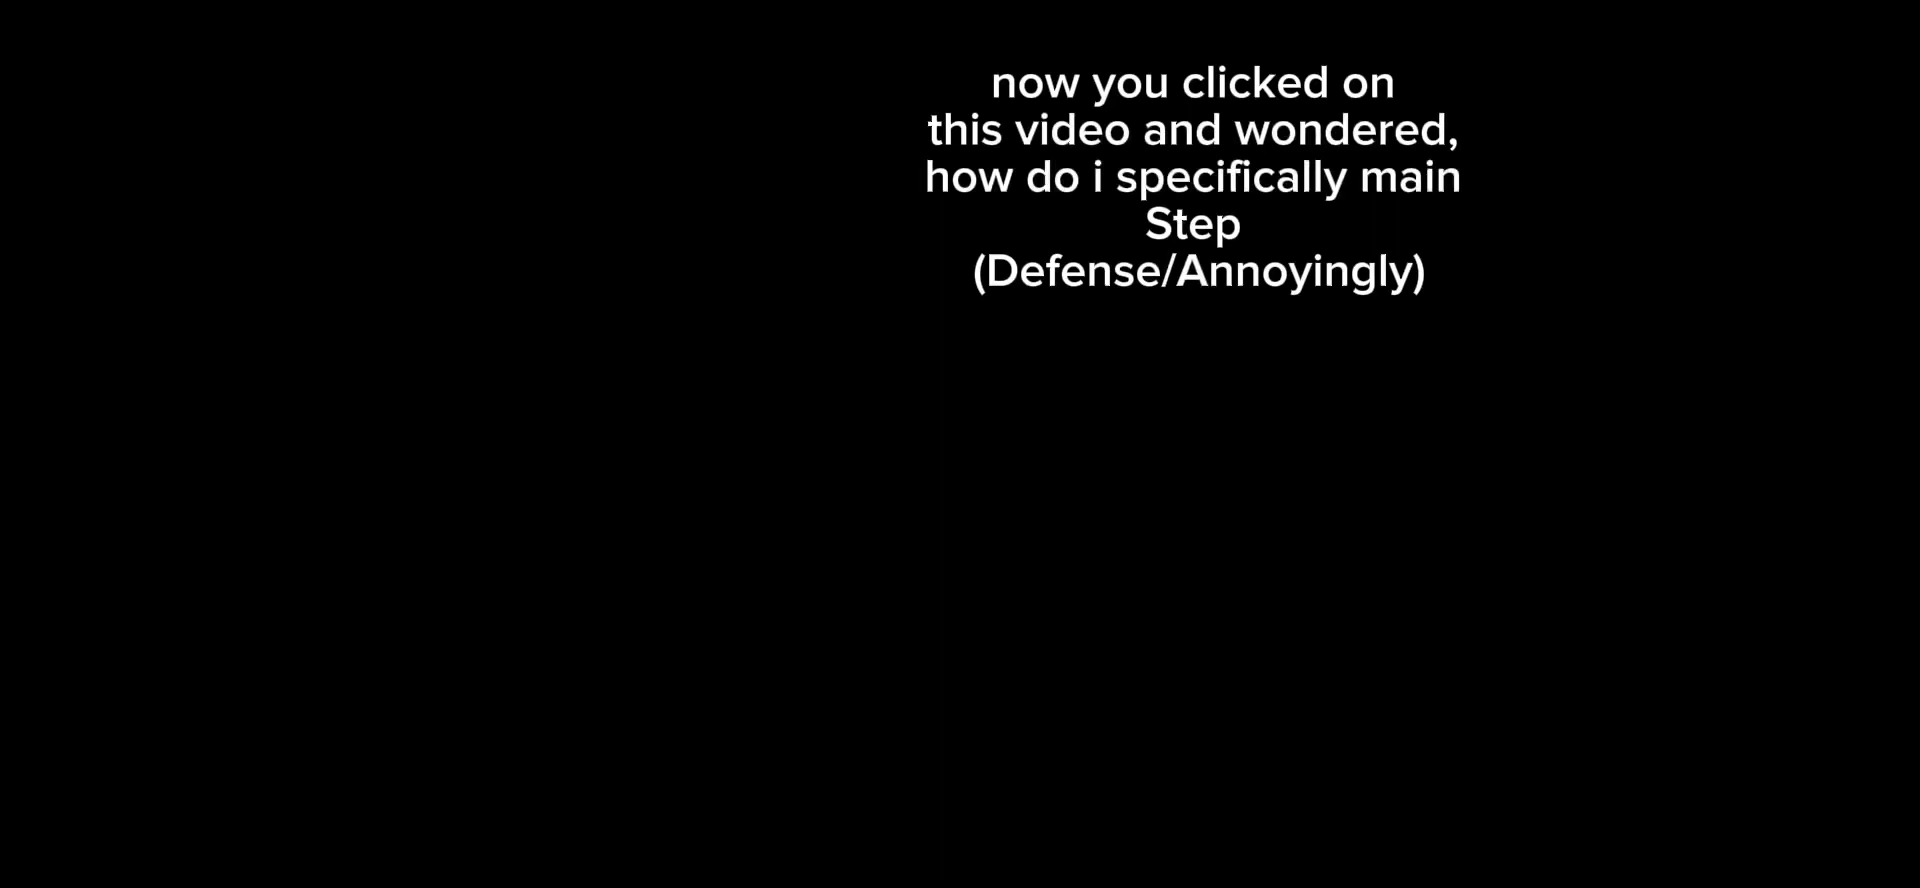 now you clicked on
this video and wondered,
how do i specifically main
Step
(Defense/Annoyingly)